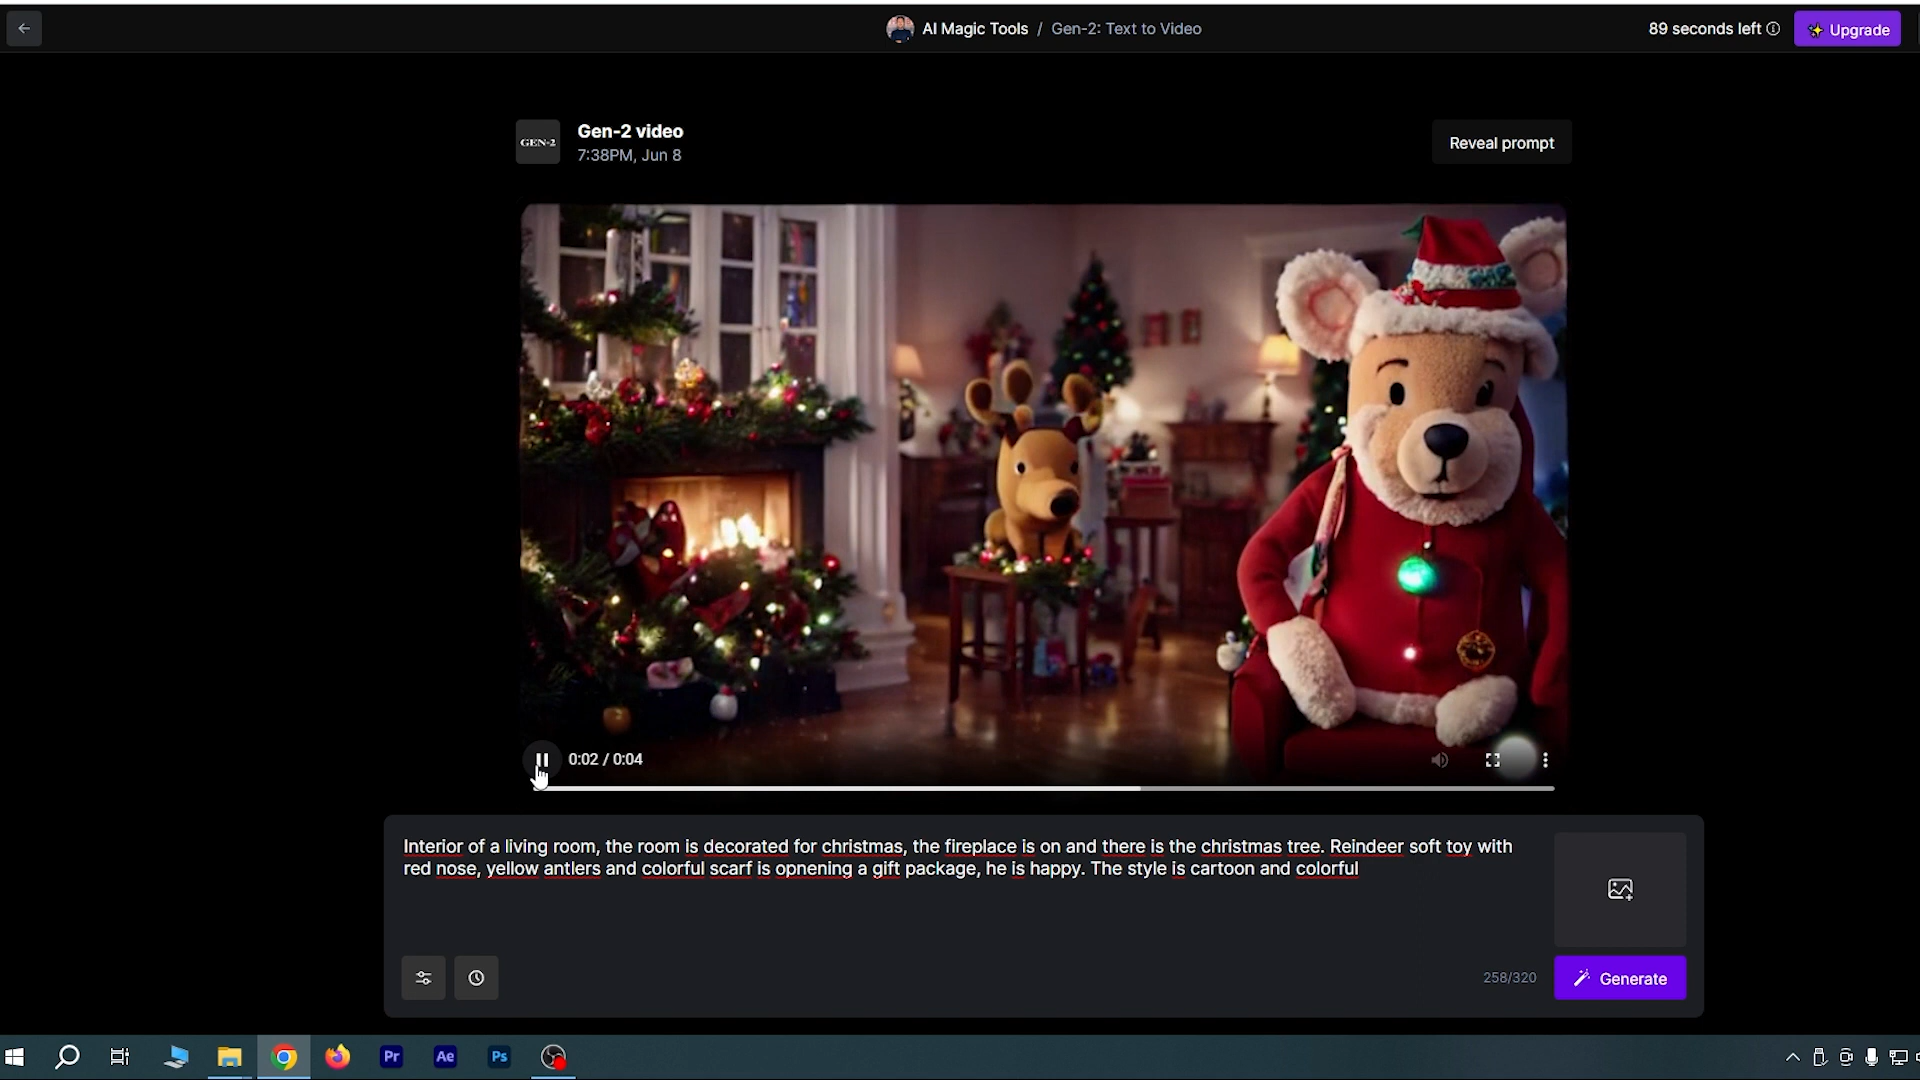 AI Magic Tools / Gen-2: Text to Video
89 seconds left
Upgrade
GEN-2
Gen-2 video
7:38PM, Jun 8
Reveal prompt
0:02 / 0:04
Interior of a living room, the room is decorated for christmas, the fireplace is on and there is the christmas tree. Reindeer soft toy with
red nose, yellow antlers and colorful scarf is opnening a gift package, he is happy. The style is cartoon and colorful
258/320
Generate
Pr
Ae
Ps